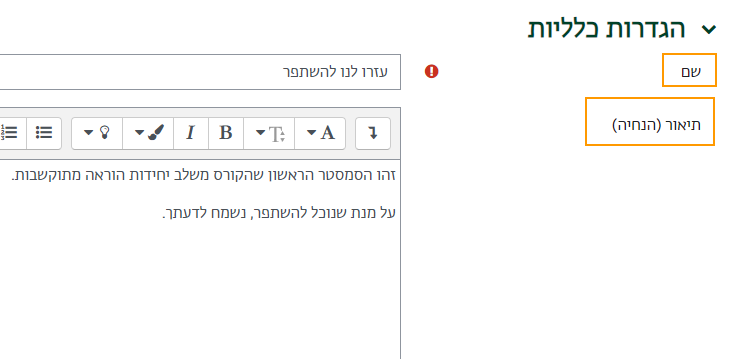 הגדרות כלליות
שם
עזרו לנו להשתפר
תיאור (הנחיה)
A T B I
זהו הסמסטר הראשון שהקורס משלב יחידות הוראה מתוקשבות.
על מנת שנוכל להשתפר, נשמח לדעתך.